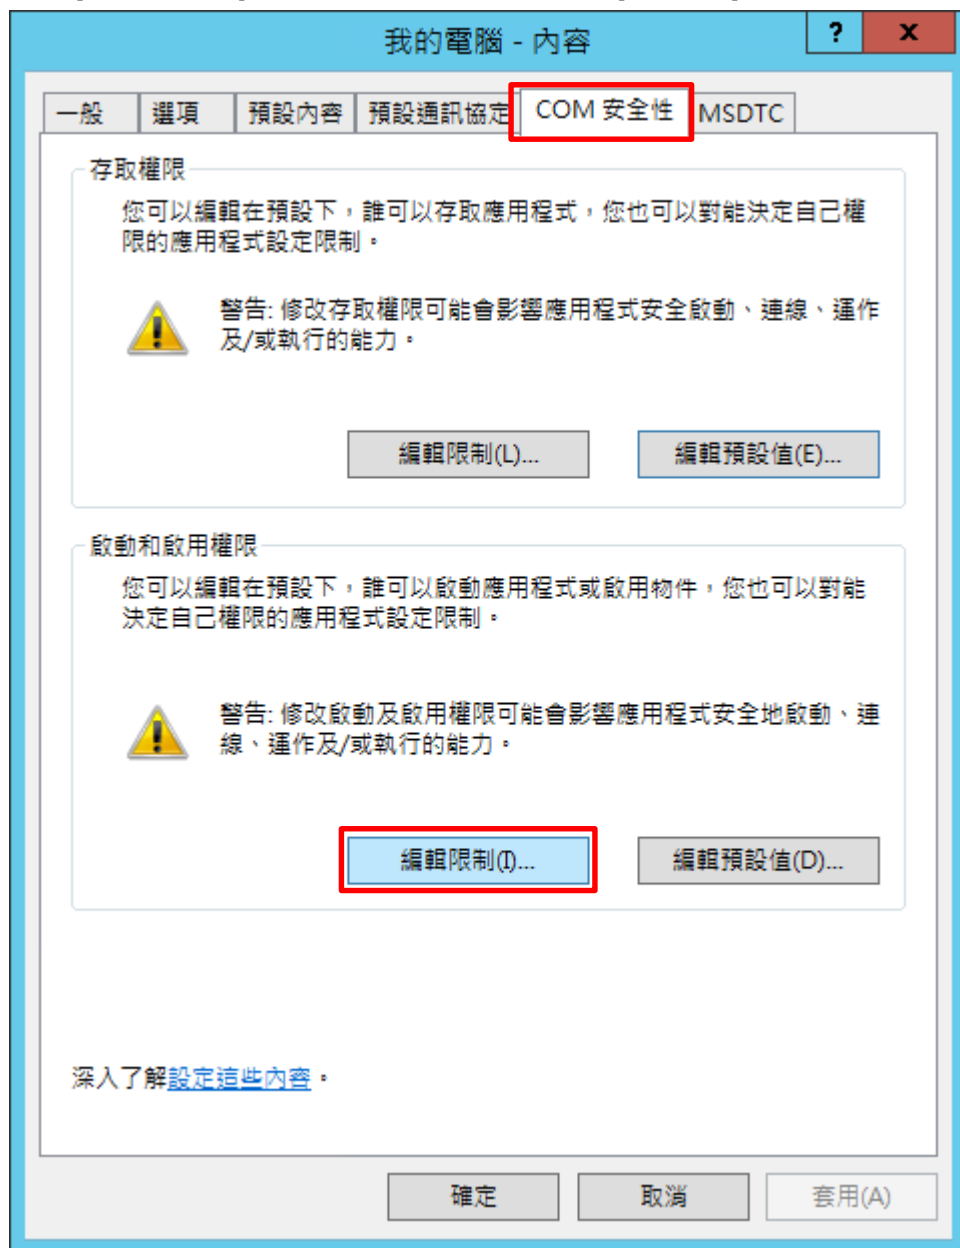 我的電腦 - 內容
?
x
一般
選項
預設內容
預設通訊協定
COM 安全性
MSDTC
存取權限
您可以編輯在預設下，誰可以存取應用程式，您也可以對能決定自己權
限的應用程式設定限制。
警告: 修改存取權限可能會影響應用程式安全啟動、連線、運作
及/或執行的能力。
編輯限制(L)...
編輯預設值(E)...
啟動和啟用權限
您可以編輯在預設下，誰可以啟動應用程式或啟用物件，您也可以對能
決定自己權限的應用程式設定限制。
警告: 修改啟動及啟用權限可能會影響應用程式安全地啟動、連
線、運作及/或執行的能力。
編輯限制(I)...
編輯預設值(D)...
深入了解設定這些內容。
確定
取消
套用(A)